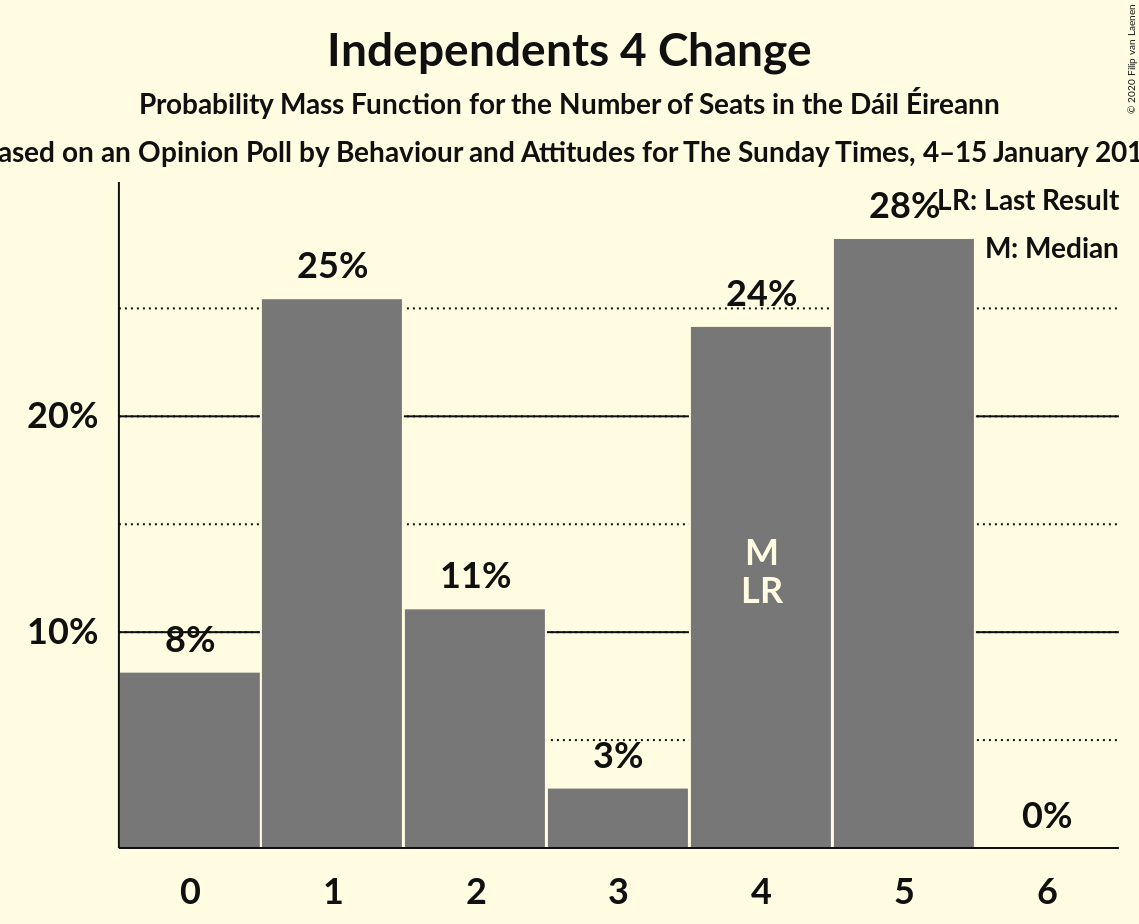 Independents 4 Change
Probability Mass Function for the Number of Seats in the Dáil Éireann
ased on an Opinion Poll by Behaviour and Attitudes for The Sunday Times, 4–15 January 201
© 2020 Filip van Laenen
LR: Last Result
M: Median
28%
25%
24%
20%
M
LR
11%
10%
8%
3%
0%
0 1 2 3 4 5 6